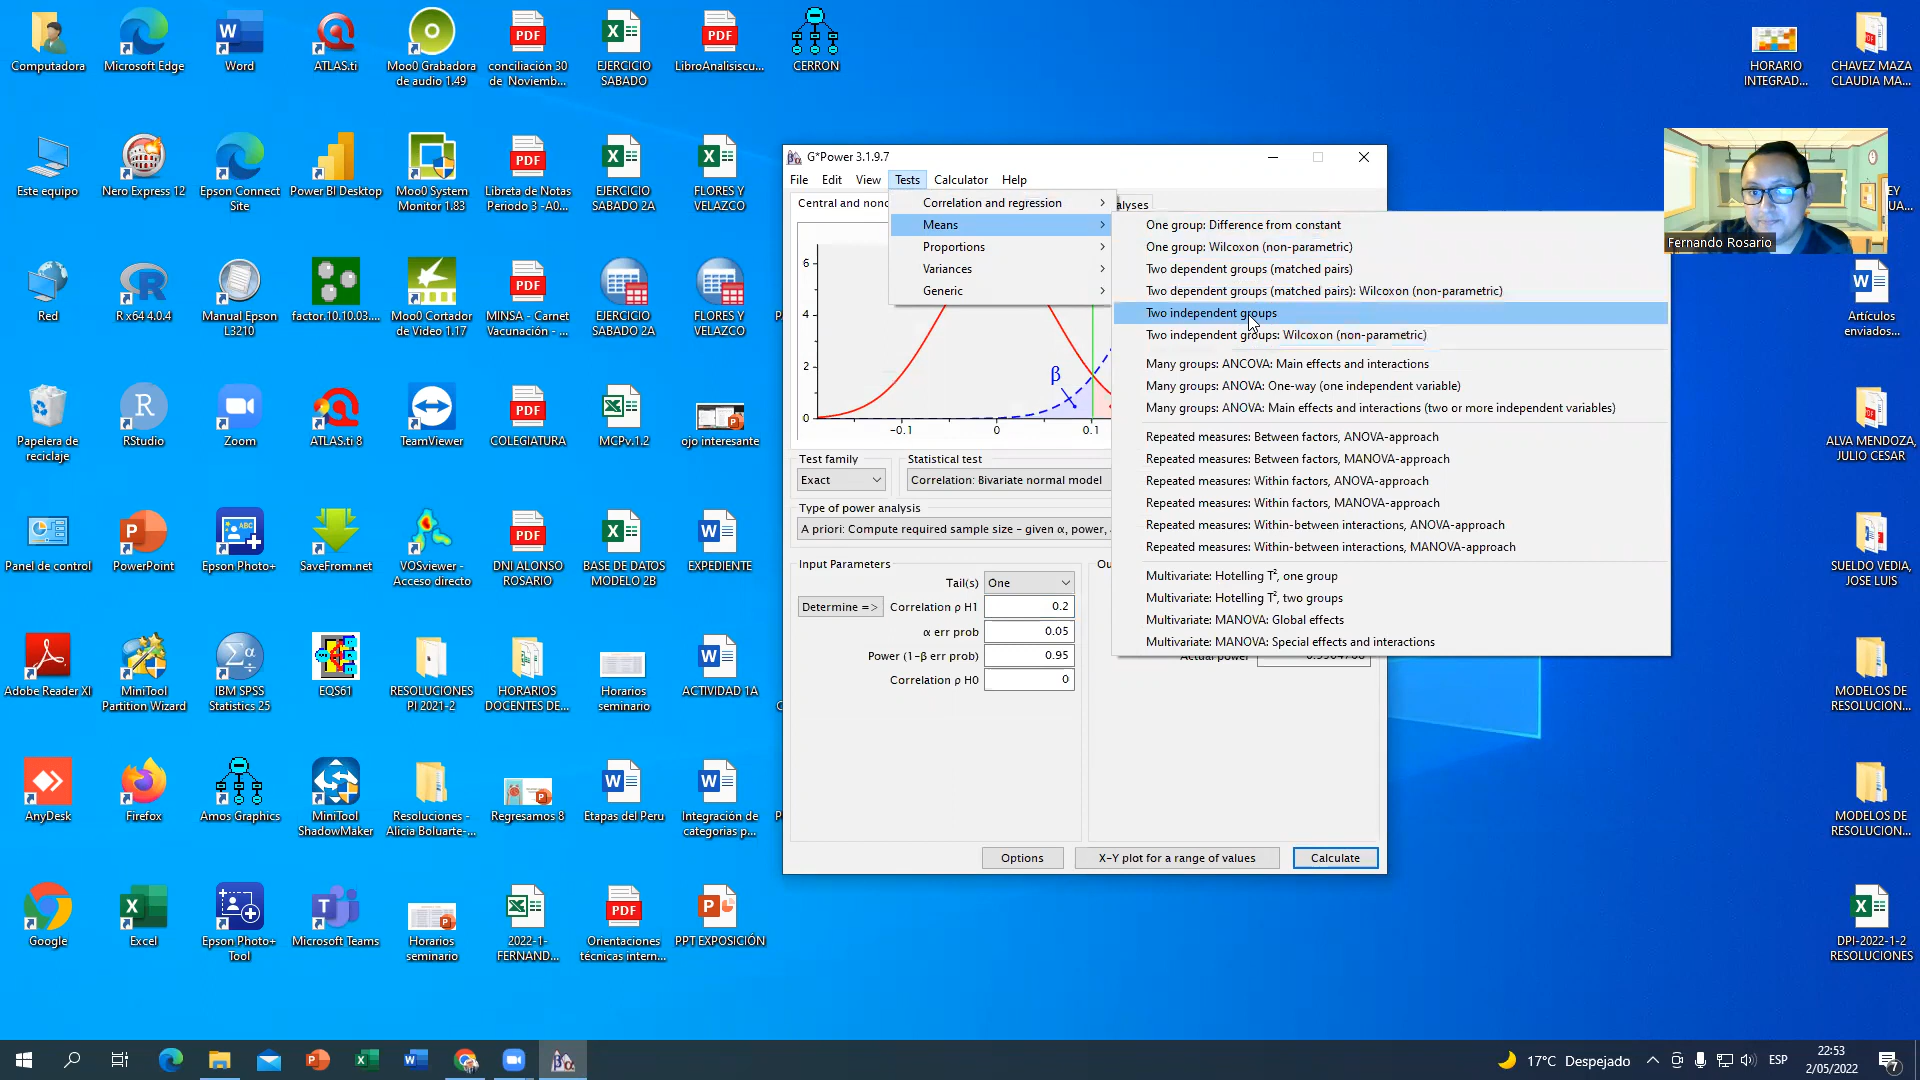 Computadora
Microsoft Edge
Word
ATLAS.ti
Moo0 Grabadora
de audio 1.49
conciliación 30
de Noviemb...
EJERCICIO
SABADO
LibroAnalisiscu...
CERRON
HORARIO
INTEGRAD...
CHAVEZ MAZA
CLAUDIA MA...
Este equipo
Nero Express 12
Epson Connect
Site
Power BI Desktop
Moo0 System
Monitor 1.83
Libreta de Notas
Periodo 3 -A0...
EJERCICIO
SABADO 2A
FLORES Y
VELAZCO
Red
R x64 4.0.4
Manual Epson
L3210
factor.10.10.03....
Moo0 Cortador
de Video 1.17
MINSA - Carnet
Vacunación - ...
EJERCICIO
SABADO 2A
FLORES Y
VELAZCO
Papelera de
reciclaje
RStudio
Zoom
ATLAS.ti 8
TeamViewer
COLEGIATURA
MCPv.1.2
ojo interesante
Panel de control
PowerPoint
Epson Photo+
SaveFrom.net
VOSviewer -
Acceso directo
DNI ALONSO
ROSARIO
BASE DE DATOS
MODELO 2B
EXPEDIENTE
Adobe Reader XI
MiniTool
Partition Wizard
IBM SPSS
Statistics 25
EQS61
RESOLUCIONES
PI 2021-2
HORARIOS
DOCENTES DE...
Horarios
seminario
ACTIVIDAD 1A
AnyDesk
Firefox
Amos Graphics
MiniTool
ShadowMaker
Resoluciones -
Alicia Boluarte-...
Regresamos 8
Etapas del Peru
Integración de
categorias p...
Google
Excel
Epson Photo+
Tool
Microsoft Teams
Horarios
seminario
2022-1-
FERNAND...
Orientaciones
técnicas intern...
PPT EXPOSICIÓN
G*Power 3.1.9.7
File Edit View Tests Calculator Help
Central and nonc
alyses
Correlation and regression
Means
Proportions
Variances
Generic
One group: Difference from constant
One group: Wilcoxon (non-parametric)
Two dependent groups (matched pairs)
Two dependent groups (matched pairs): Wilcoxon (non-parametric)
Two independent groups
Two independent groups: Wilcoxon (non-parametric)
Many groups: ANCOVA: Main effects and interactions
Many groups: ANOVA: One-way (one independent variable)
Many groups: ANOVA: Main effects and interactions (two or more independent variables)
Repeated measures: Between factors, ANOVA-approach
Repeated measures: Between factors, MANOVA-approach
Repeated measures: Within factors, ANOVA-approach
Repeated measures: Within factors, MANOVA-approach
Repeated measures: Within-between interactions, ANOVA-approach
Repeated measures: Within-between interactions, MANOVA-approach
Multivariate: Hotelling T², one group
Multivariate: Hotelling T², two groups
Multivariate: MANOVA: Global effects
Multivariate: MANOVA: Special effects and interactions
6
4
2
0
β
-0.1 0 0.1
Test family
Statistical test
Exact
Correlation: Bivariate normal model
Type of power analysis
A priori: Compute required sample size - given α, power,
Input Parameters
Ou
Tail(s) One
Determine => Correlation ρ H1 0.2
α err prob 0.05
Power (1-β err prob) 0.95
Correlation ρ H0 0
Actual power
Options
X-Y plot for a range of values
Calculate
Fernando Rosario
Artículos
enviados...
ALVA MENDOZA,
JULIO CESAR
SUELDO VEDIA,
JOSE LUIS
MODELOS DE
RESOLUCION...
MODELOS DE
RESOLUCION...
DPI-2022-1-2
RESOLUCIONES
17°C Despejado
ESP
22:53
2/05/2022
7